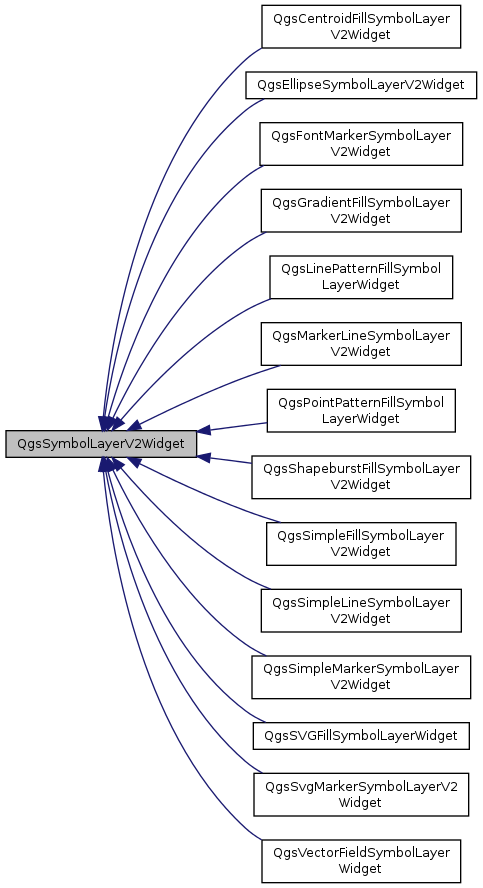 QgsCentroidFillSymbolLayer
V2Widget
QgsEllipseSymbolLayerV2Widget
QgsFontMarkerSymbolLayer
V2Widget
QgsGradientFillSymbolLayer
V2Widget
QgsLinePatternFillSymbol
LayerWidget
QgsMarkerLineSymbolLayer
V2Widget
QgsPointPatternFillSymbol
LayerWidget
QgsSymbolLayerV2Widget
QgsShapeburstFillSymbolLayer
V2Widget
QgsSimpleFillSymbolLayer
V2Widget
QgsSimpleLineSymbolLayer
V2Widget
QgsSimpleMarkerSymbolLayer
V2Widget
QgsSVGFillSymbolLayerWidget
QgsSvgMarkerSymbolLayerV2
Widget
QgsVectorFieldSymbolLayer
Widget